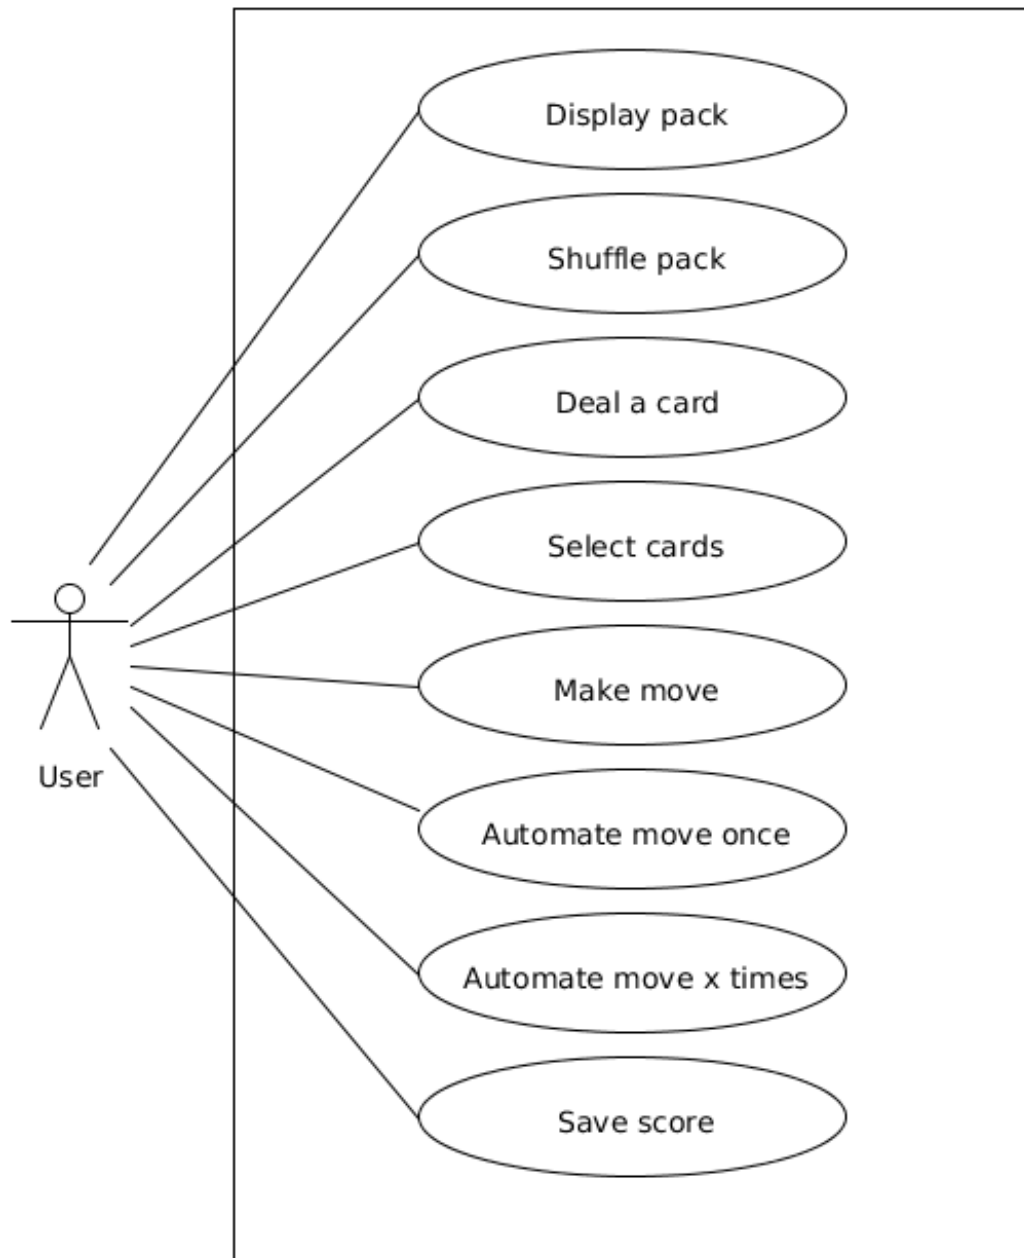 Display pack
Shuffle pack
Deal a card
Select cards
Make move
User
Automate move once
Automate move x times
Save score